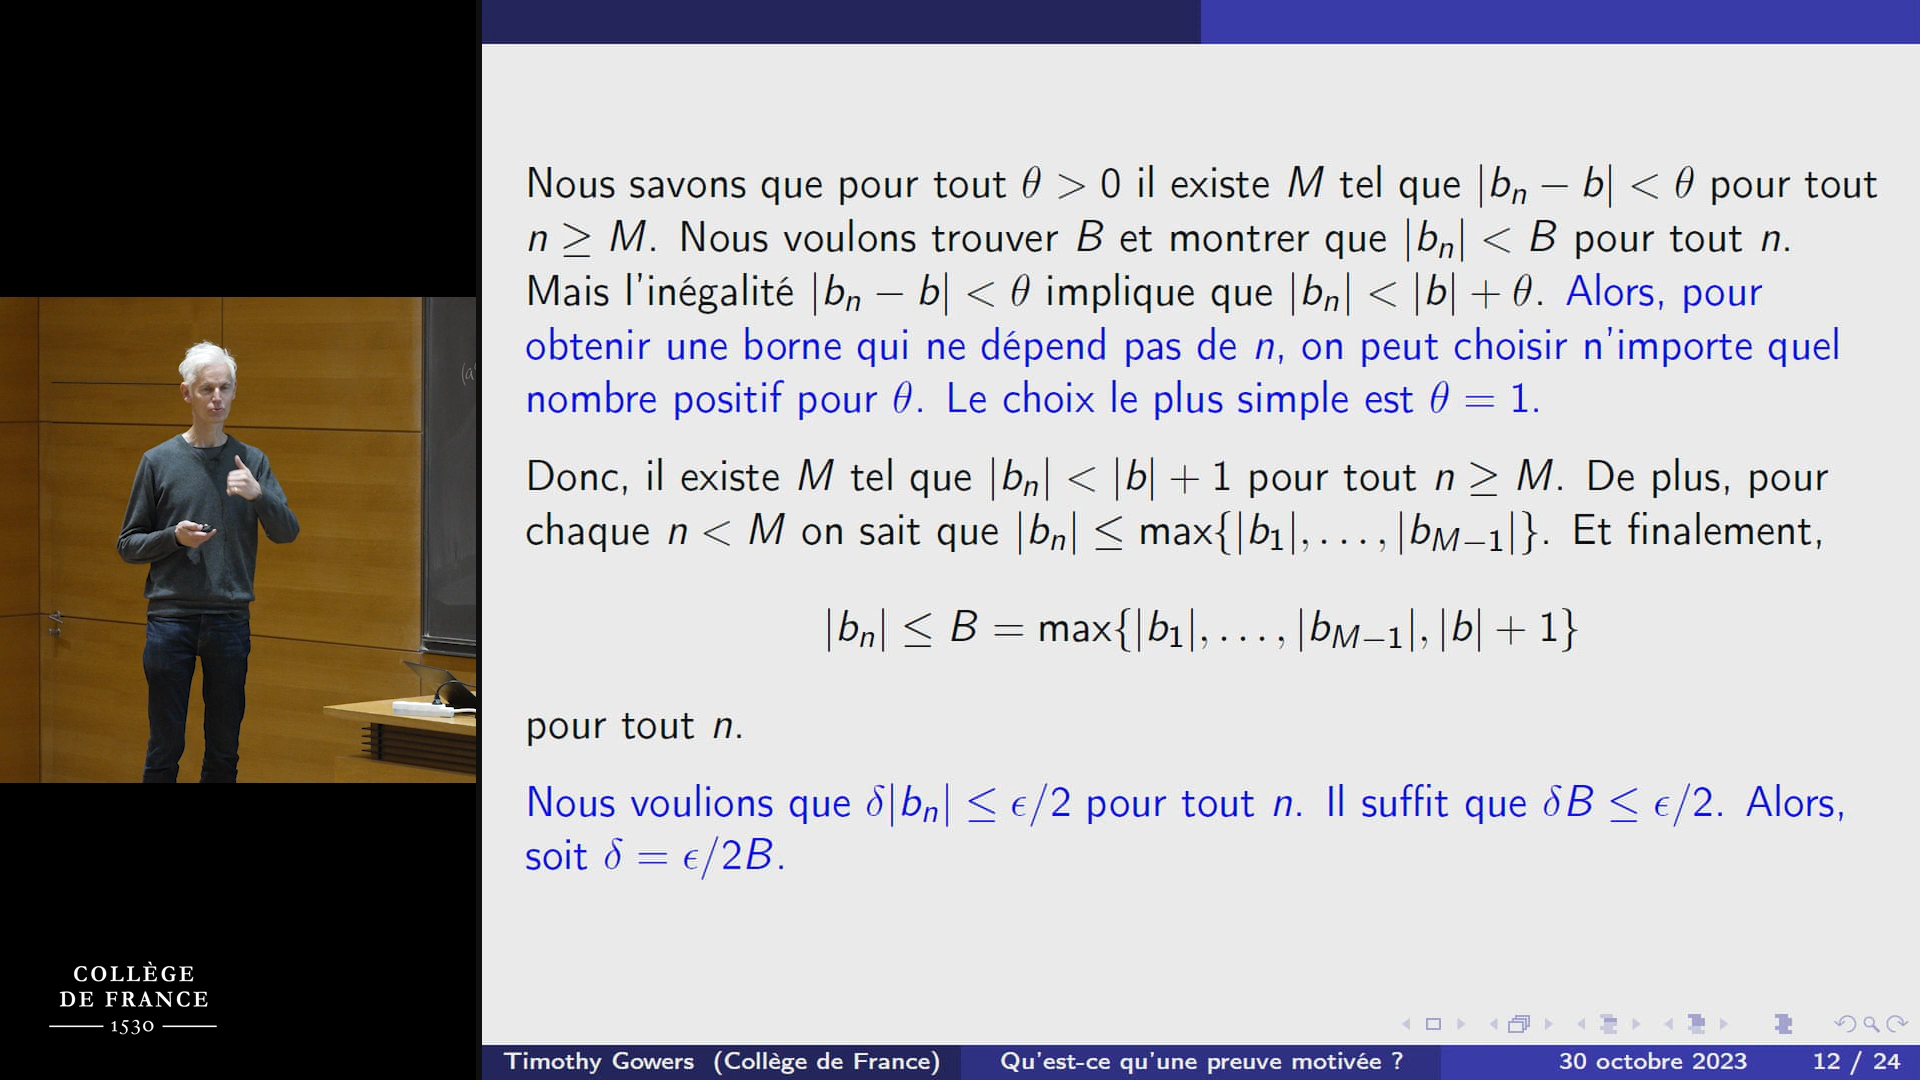 Nous savons que pour tout θ > 0 il existe M tel que |bₙ − b| < θ pour tout
n ≥ M. Nous voulons trouver B et montrer que |bₙ| < B pour tout n.
Mais l'inégalité |bₙ − b| < θ implique que |bₙ| < |b| + θ. Alors, pour
obtenir une borne qui ne dépend pas de n, on peut choisir n'importe quel
nombre positif pour θ. Le choix le plus simple est θ = 1.
Donc, il existe M tel que |bₙ| < |b| + 1 pour tout n ≥ M. De plus, pour
chaque n < M on sait que |bₙ| ≤ max{|b₁|, . . . , |b_{M−1}|}. Et finalement,
|bₙ| ≤ B = max{|b₁|, . . . , |b_{M−1}|, |b| + 1}
pour tout n.
Nous voulions que δ|bₙ| ≤ ϵ/2 pour tout n. Il suffit que δB ≤ ϵ/2. Alors,
soit δ = ϵ/2B.
COLLÈGE
DE FRANCE
1530
Timothy Gowers (Collège de France) Qu'est-ce qu'une preuve motivée ? 30 octobre 2023 12 / 24